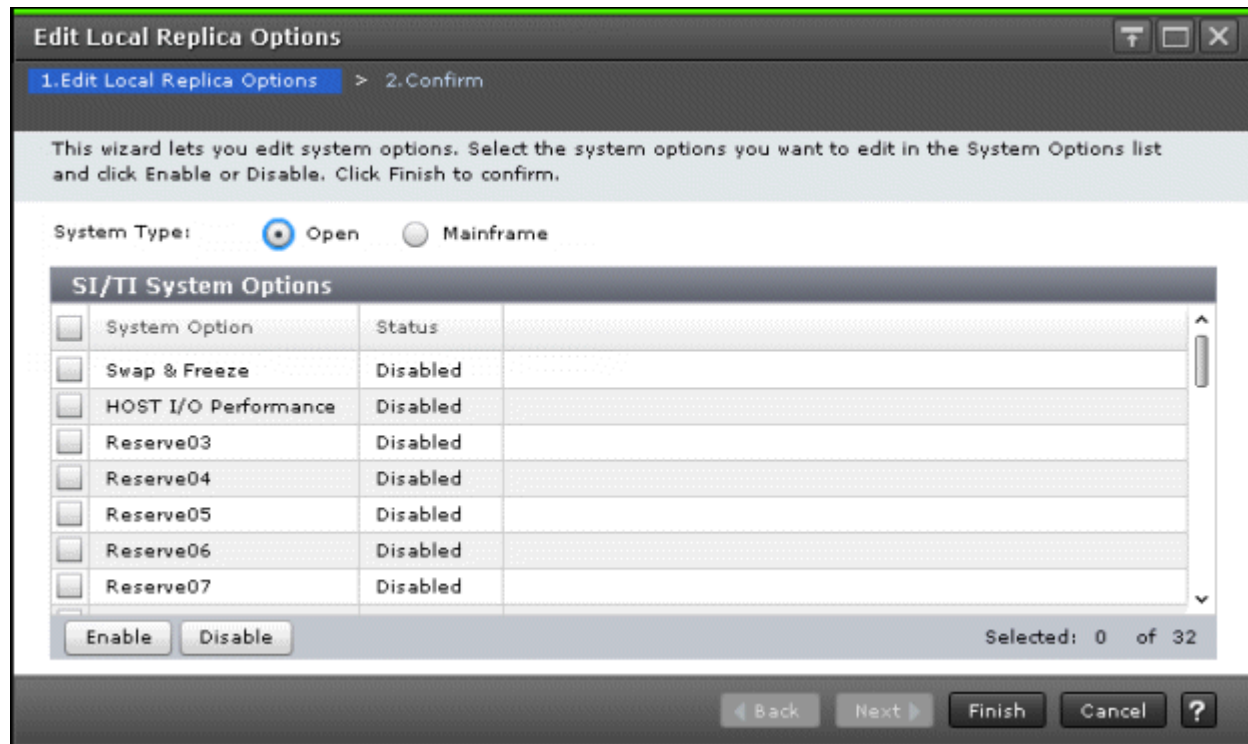 Edit Local Replica Options
1.Edit Local Replica Options > 2.Confirm
This wizard lets you edit system options. Select the system options you want to edit in the System Options list
and click Enable or Disable. Click Finish to confirm.
System Type: Open Mainframe
SI/TI System Options
System Option Status
Swap & Freeze Disabled
HOST I/O Performance Disabled
Reserve03 Disabled
Reserve04 Disabled
Reserve05 Disabled
Reserve06 Disabled
Reserve07 Disabled
Enable Disable Selected: 0 of 32
Back Next Finish Cancel ?